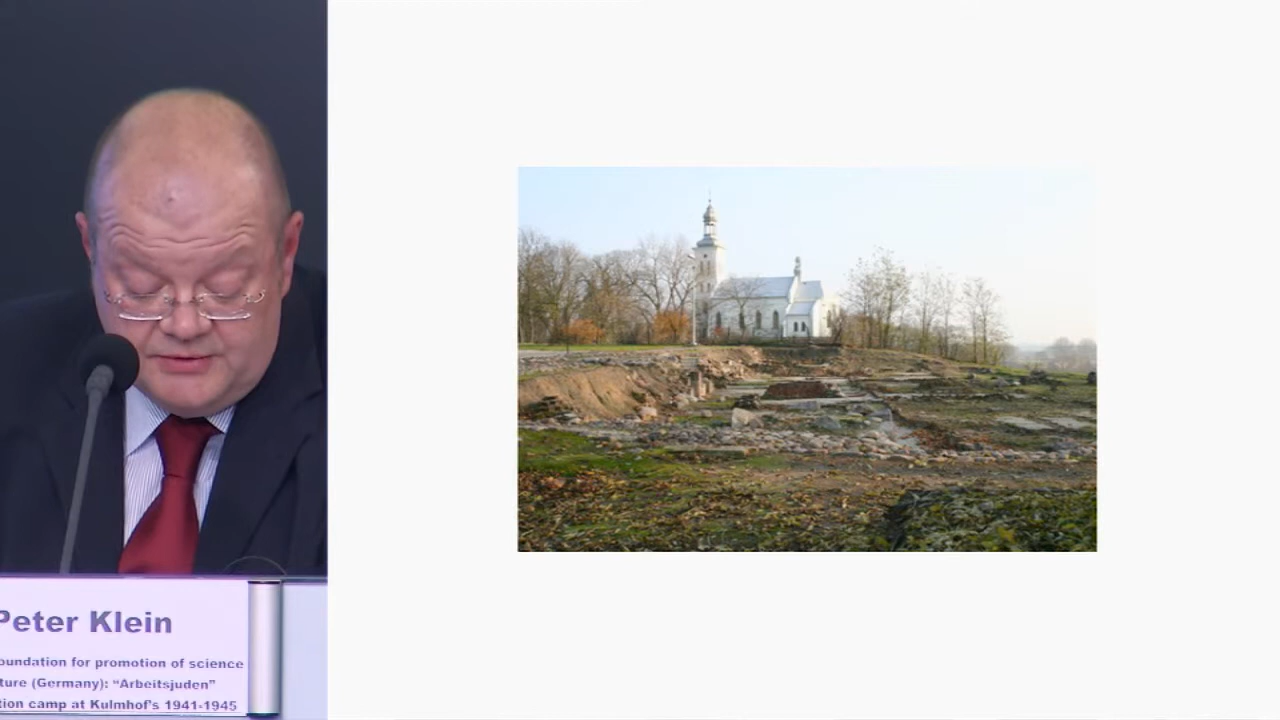 Peter Klein
oundation for promotion of science
ture (Germany): “Arbeitsjuden”
tion camp at Kulmhof's 1941-1945